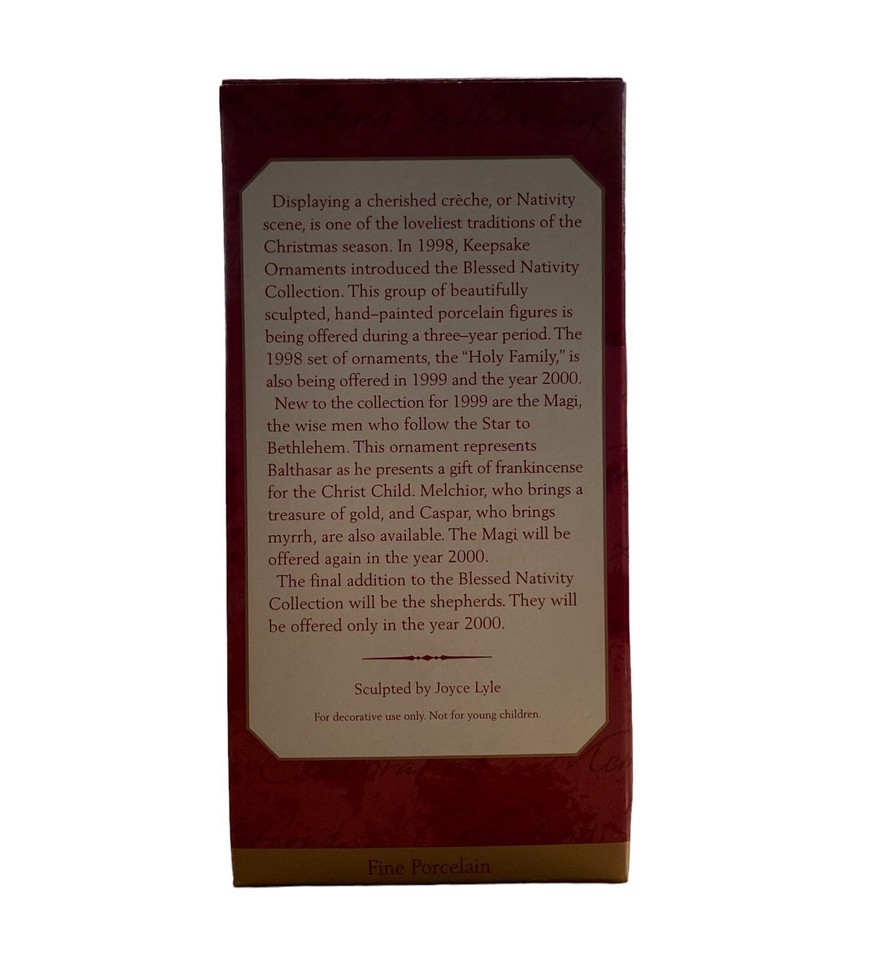 Displaying a cherished crèche, or Nativity
scene, is one of the loveliest traditions of the
Christmas season. In 1998, Keepsake
Ornaments introduced the Blessed Nativity
Collection. This group of beautifully
sculpted, hand–painted porcelain figures is
being offered during a three–year period. The
1998 set of ornaments, the “Holy Family,” is
also being offered in 1999 and the year 2000.
New to the collection for 1999 are the Magi,
the wise men who follow the Star to
Bethlehem. This ornament represents
Balthasar as he presents a gift of frankincense
for the Christ Child. Melchior, who brings a
treasure of gold, and Caspar, who brings
myrrh, are also available. The Magi will be
offered again in the year 2000.
The final addition to the Blessed Nativity
Collection will be the shepherds. They will
be offered only in the year 2000.
Sculpted by Joyce Lyle
For decorative use only. Not for young children.
Fine Porcelain